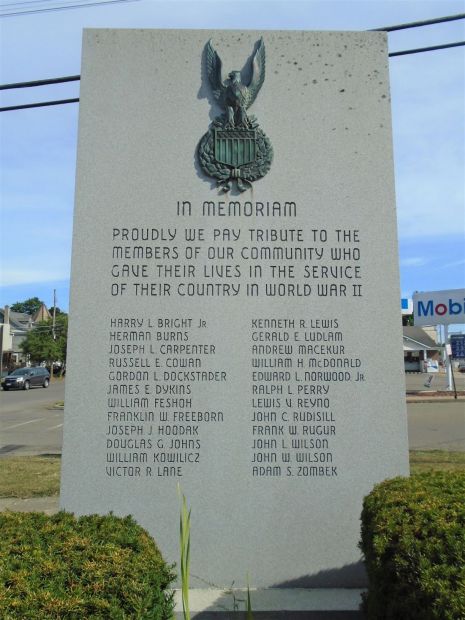 IN MEMORIAM
PROUDLY WE PAY TRIBUTE TO THE
MEMBERS OF OUR COMMUNITY WHO
GAVE THEIR LIVES IN THE SERVICE
OF THEIR COUNTRY IN WORLD WAR II
HARRY L. BRIGHT JR
HERMAN BURNS
JOSEPH L. CARPENTER
RUSSELL E. COWAN
GORDON L. DOCKSTADER
JAMES E. DYKINS
WILLIAM FESHOH
FRANKLIN W. FREEBORN
JOSEPH J. HOODAK
DOUGLAS G. JOHNS
WILLIAM KOWILICZ
VICTOR R. LANE
KENNETH R. LEWIS
GERALD E. LUDLAM
ANDREW MACEKUR
WILLIAM H. McDONALD
EDWARD L. NORWOOD, JR.
RALPH L. PERRY
LEWIS V. REYNO
JOHN C. RUDISILL
FRANK W. RUGUR
JOHN L. WILSON
JOHN W. WILSON
ADAM S. ZOMBEK
Mobi